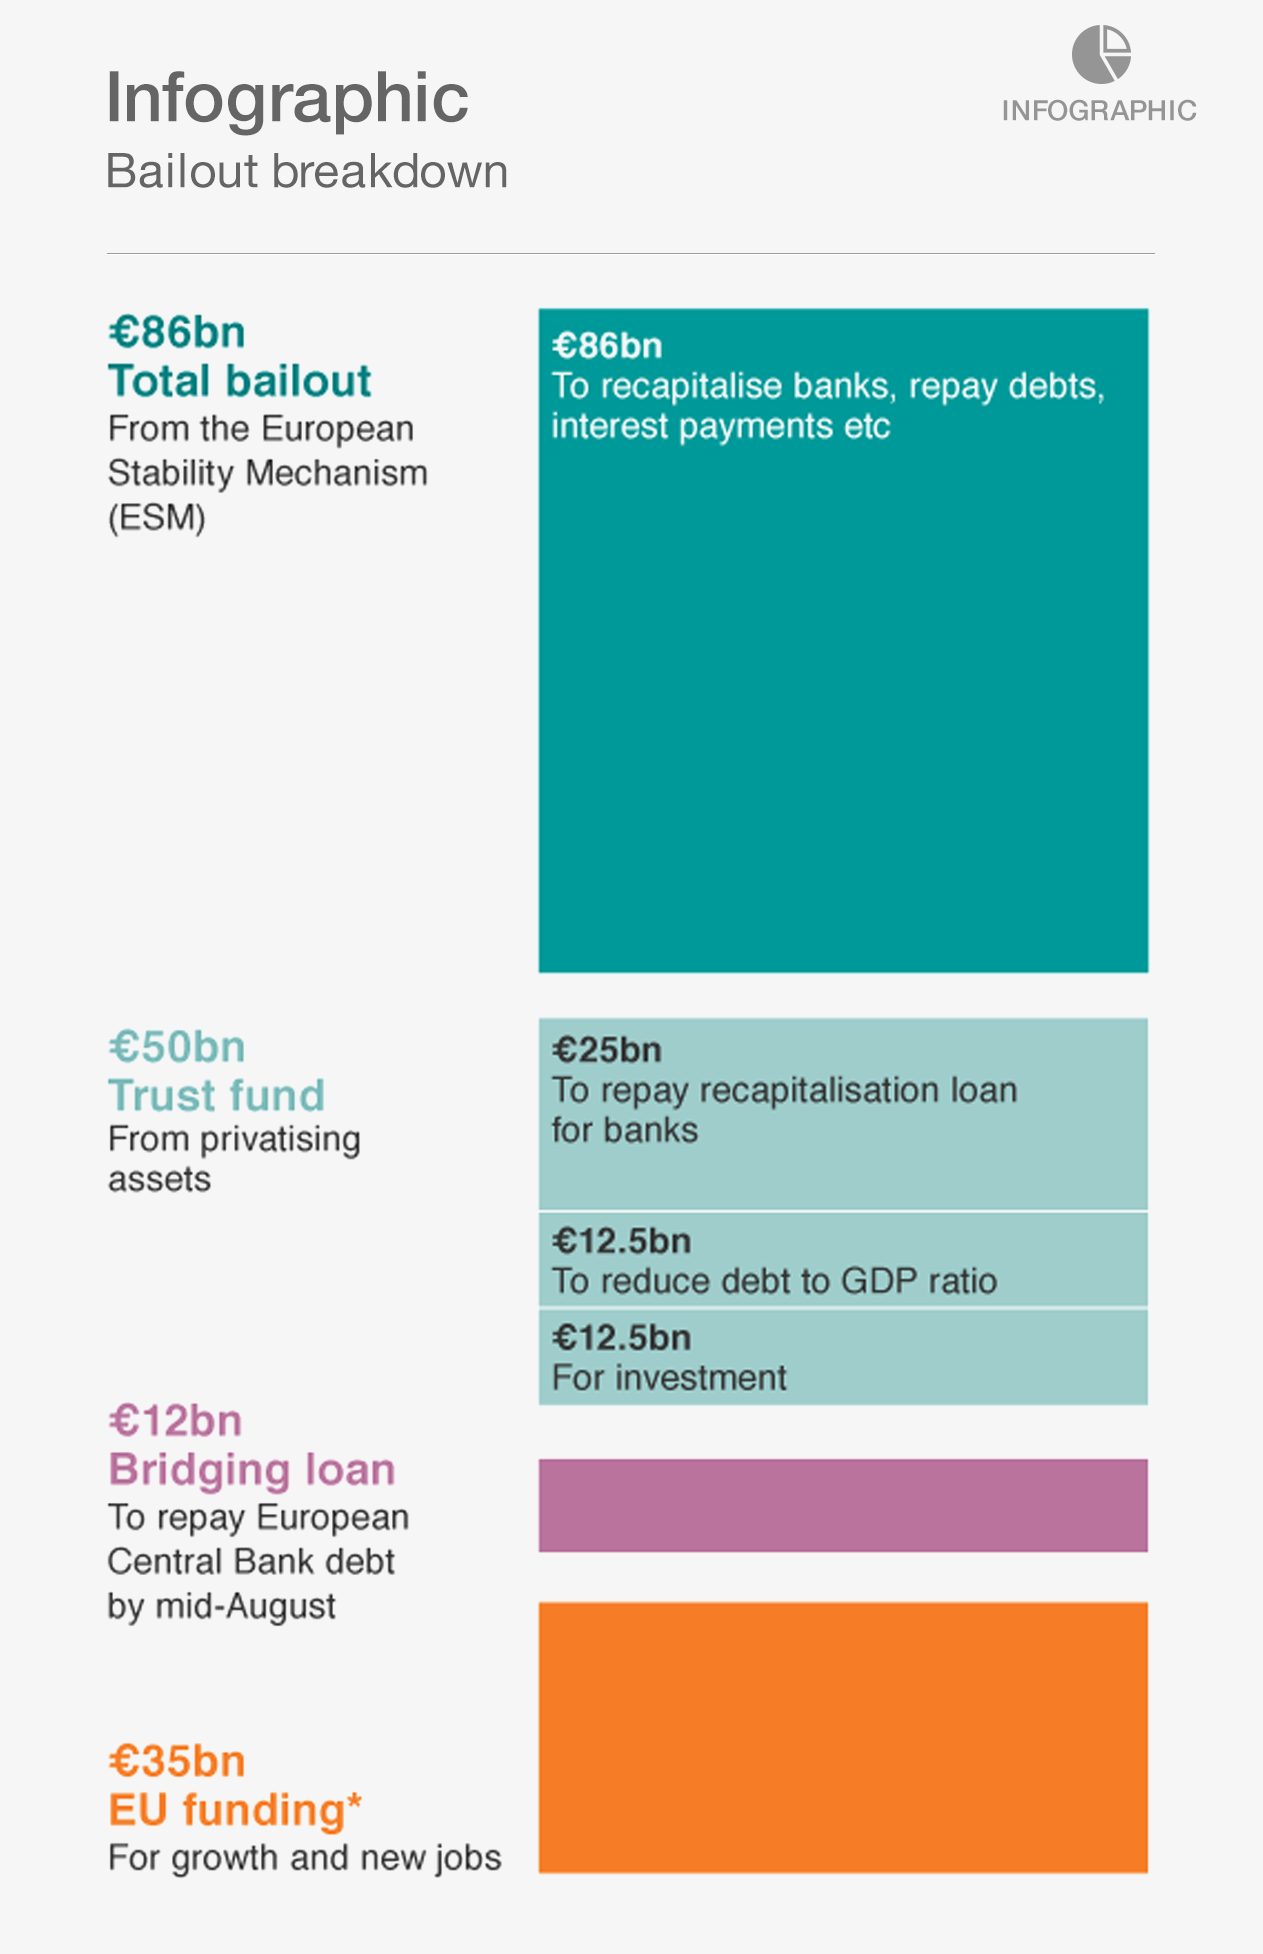 INFOGRAPHIC
Infographic
Bailout breakdown
€86bn
Total bailout
From the European
Stability Mechanism
(ESM)
€86bn
To recapitalise banks, repay debts,
interest payments etc
€50bn
Trust fund
From privatising
assets
€25bn
To repay recapitalisation loan
for banks
€12.5bn
To reduce debt to GDP ratio
€12.5bn
For investment
€12bn
Bridging loan
To repay European
Central Bank debt
by mid-August
€35bn
EU funding*
For growth and new jobs